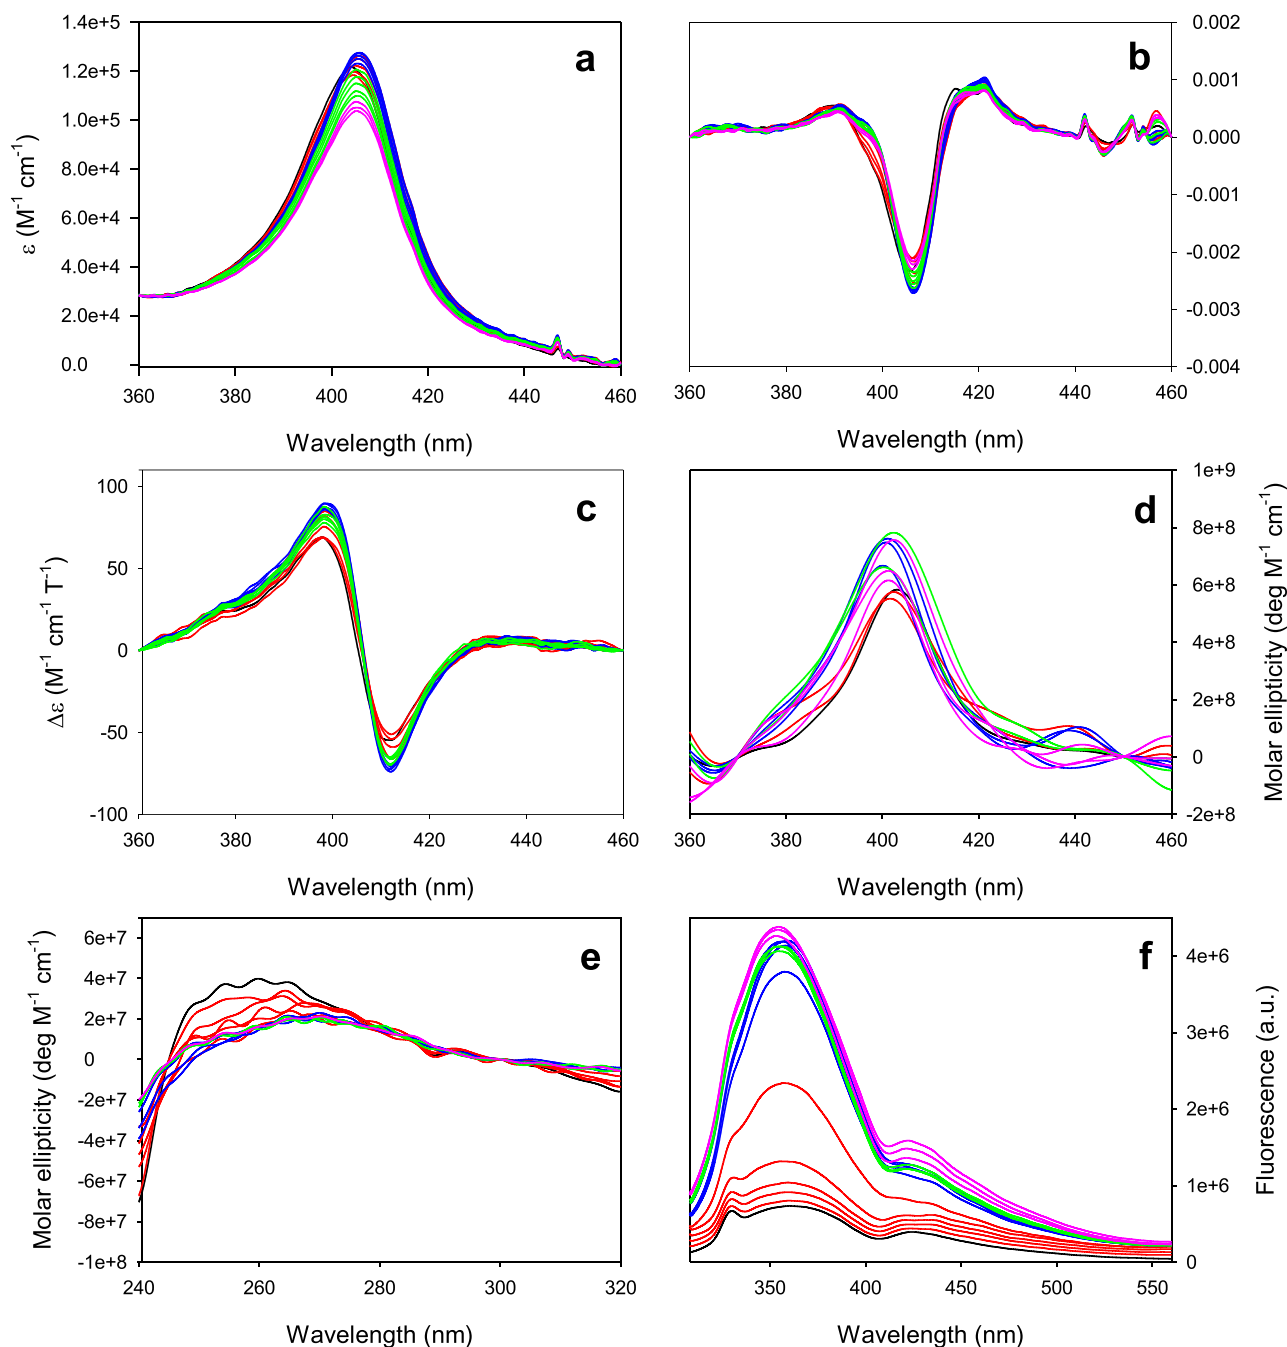 a
1.4e+5
1.2e+5
1.0e+5
8.0e+4
6.0e+4
4.0e+4
2.0e+4
0.0
ε (M-1 cm-1)
360 380 400 420 440 460
Wavelength (nm)
b
0.002
0.001
0.000
-0.001
-0.002
-0.003
-0.004
360 380 400 420 440 460
Wavelength (nm)
c
100
50
0
-50
-100
Δε (M-1 cm-1 T-1)
360 380 400 420 440 460
Wavelength (nm)
d
1e+9
8e+8
6e+8
4e+8
2e+8
0
-2e+8
Molar ellipticity (deg M-1 cm-1)
360 380 400 420 440 460
Wavelength (nm)
e
6e+7
4e+7
2e+7
0
-2e+7
-4e+7
-6e+7
-8e+7
-1e+8
Molar ellipticity (deg M-1 cm-1)
240 260 280 300 320
Wavelength (nm)
f
4e+6
3e+6
2e+6
1e+6
0
Fluorescence (a.u.)
350 400 450 500 550
Wavelength (nm)